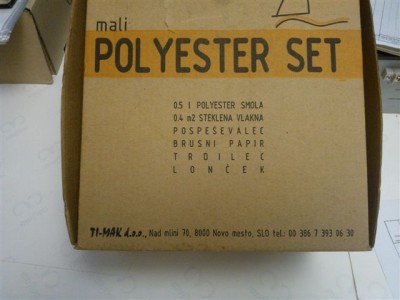 mali
POLYESTER SET
0.5 l POLYESTER SMOLA
0.4 m2 STEKLENA VLAKNA
POSPEŠEVALEC
BRUSNI PAPIR
TRDILEC
LONČEK
TI-MAK d.o.o., Nad mlini 70, 8000 Novo mesto, SLO tel.: 00 386 7 393 06 30